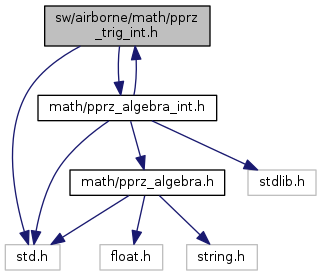 sw/airborne/math/pprz
_trig_int.h
math/pprz_algebra_int.h
math/pprz_algebra.h
stdlib.h
std.h
float.h
string.h